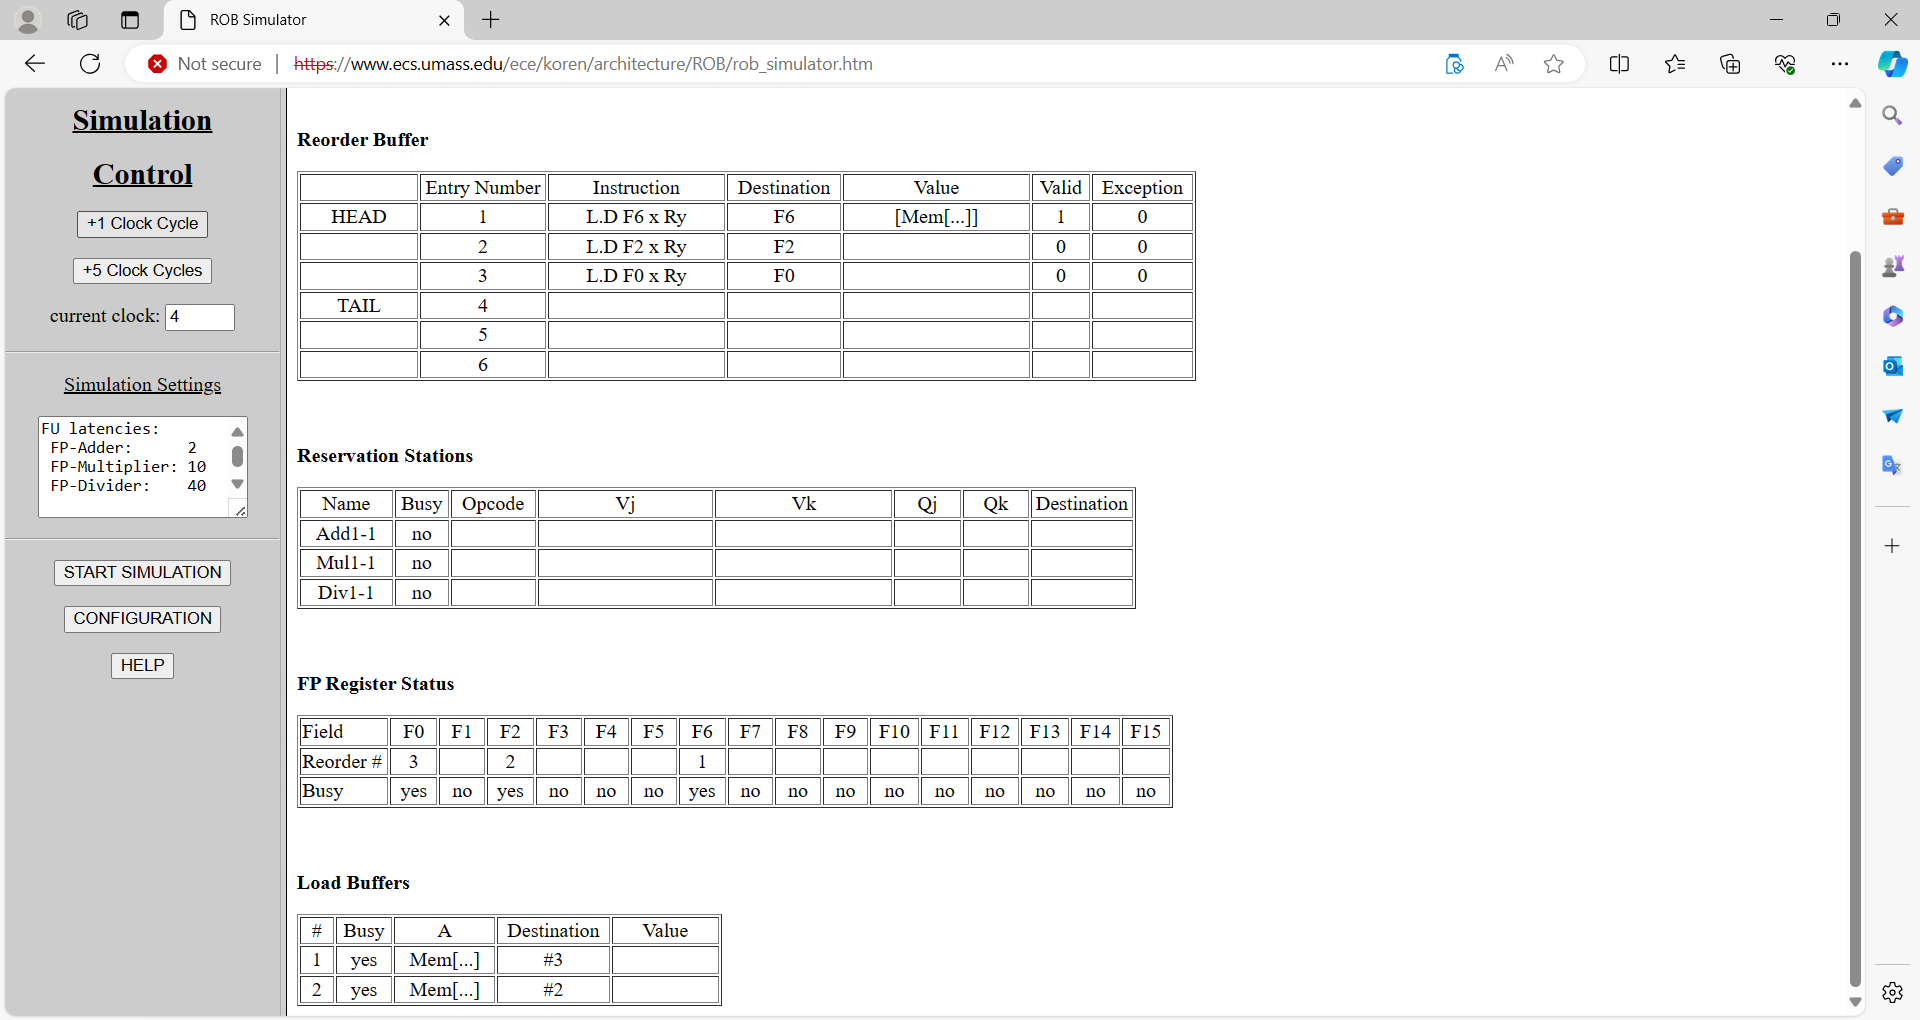 ROB Simulator
Not secure | https://www.ecs.umass.edu/ece/koren/architecture/ROB/rob_simulator.htm
Simulation
Control
+1 Clock Cycle
+5 Clock Cycles
current clock: 4
Simulation Settings
FU latencies:
FP-Adder: 2
FP-Multiplier: 10
FP-Divider: 40
START SIMULATION
CONFIGURATION
HELP
Reorder Buffer
Entry Number Instruction Destination Value Valid Exception
HEAD 1 L.D F6 x Ry F6 [Mem[...]] 1 0
2 L.D F2 x Ry F2 0 0
3 L.D F0 x Ry F0 0 0
TAIL 4
5
6
Reservation Stations
Name Busy Opcode Vj Vk Qj Qk Destination
Add1-1 no
Mul1-1 no
Div1-1 no
FP Register Status
Field F0 F1 F2 F3 F4 F5 F6 F7 F8 F9 F10 F11 F12 F13 F14 F15
Reorder # 3 2 1
Busy yes no yes no no no yes no no no no no no no no no
Load Buffers
# Busy A Destination Value
1 yes Mem[...] #3
2 yes Mem[...] #2